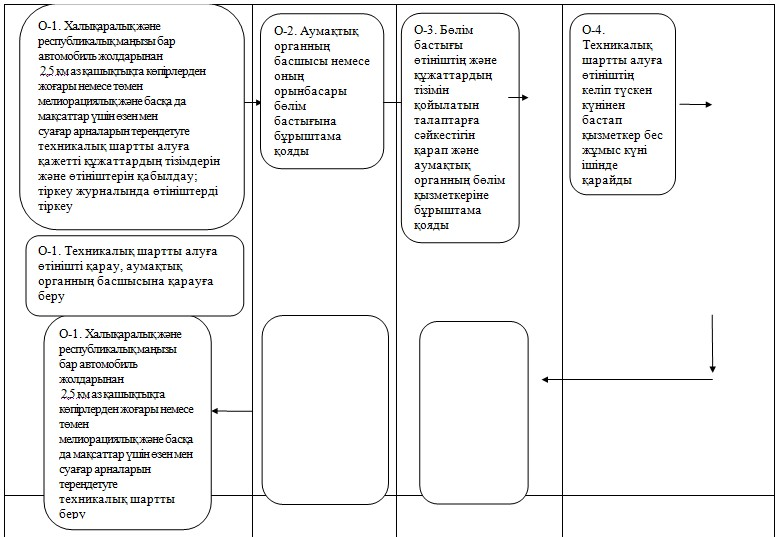 О-1. Халықаралық және
республикалық маңызы бар
автомобиль жолдарынан
2,5 км аз қашықтықта көпірлерден
жоғары немесе төмен
мелиорациялық және басқа да
мақсаттар үшін өзен мен
суағар арналарын терендетуге
техникалық шартты алуға
қажетті құжаттардың тізімдерін
және өтініштерін қабылдау;
тіркеу журналында өтініштерді
тіркеу
О-2. Аумақтық
органның
басшысы немесе
оның
орынбасары
бөлім
бастығына
бұрыштама
қояды
О-3. Бөлім
бастығы
өтініштің және
құжаттардың
тізімін
қойылатын
талаптарға
сәйкестігін
қарап және
аумақтық
органның бөлім
қызметкеріне
бұрыштама
қояды
О-4.
Техникалық
шартты алуға
өтініштің
келіп түскен
күнінен
бастап
қызметкер бес
жұмыс күні
ішінде
қарайды
О-1. Техникалық шартты алуға
өтінішті қарау, аумақтық
органның басшысына қарауға
беру
О-1. Халықаралық және
республикалық маңызы
бар автомобиль
жолдарынан
2,5 км аз қашықтықта
көпірлерден жоғары немесе
төмен
мелиорациялық және басқа
да мақсаттар үшін өзен мен
суағар арналарын
терендетуге
техникалық шартты
беру